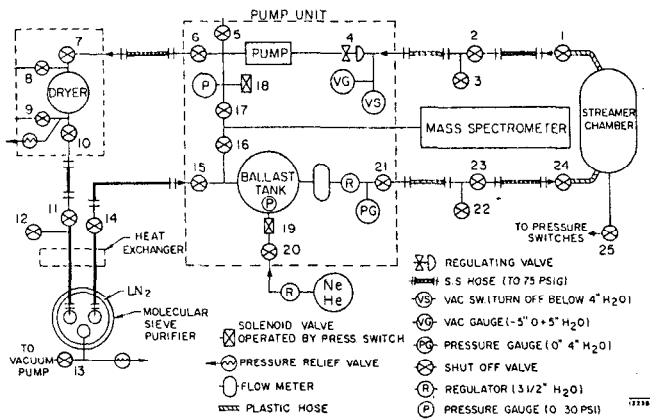 PUMP UNIT
7
6
5
4
2
1
PUMP
8
DRYER
P
18
VG
VS
3
STREAMER
CHAMBER
9
17
MASS SPECTROMETER
10
16
15
BALLAST
TANK
P
R
21
23
24
PG
22
11
14
19
12
20
TO PRESSURE
SWITCHES
25
HEAT
EXCHANGER
R
Ne
He
LN2
MOLECULAR
SIEVE
PURIFIER
TO
VACUUM
PUMP
13
SOLENOID VALVE
OPERATED BY PRESS. SWITCH
PRESSURE RELIEF VALVE
FLOW METER
PLASTIC HOSE
REGULATING VALVE
S.S HOSE (TO 75 PSIG)
VS VAC SW.(TURN OFF BELOW 4" H2O)
VG VAC GAUGE (-5" 0 +5" H2O)
PG PRESSURE GAUGE (0" 4" H2O)
SHUT OFF VALVE
R REGULATOR (3 1/2" H2O)
P PRESSURE GAUGE (0 30 PSI)